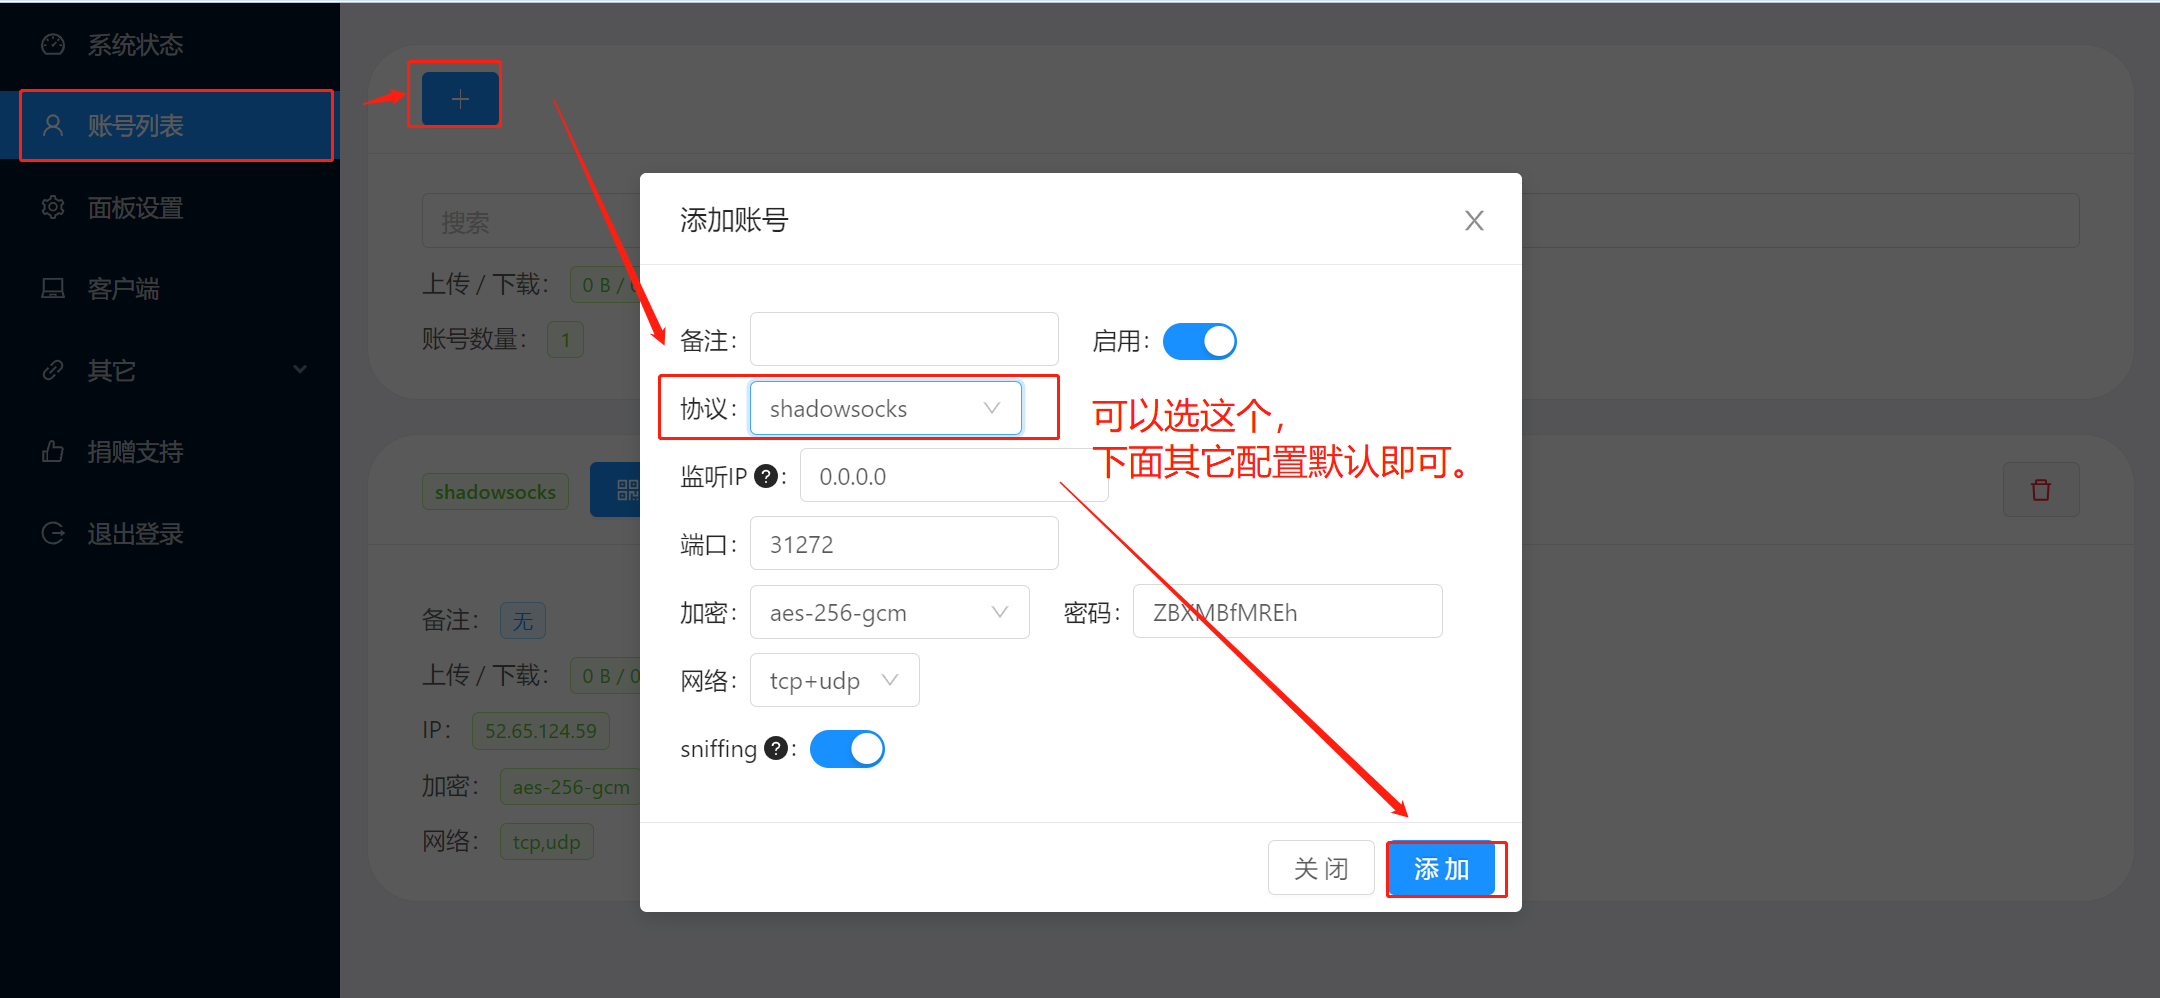 系统状态
账号列表
面板设置
客户端
其它
捐赠支持
退出登录
搜索
上传 / 下载：
0 B /
账号数量：
1
shadowsocks
备注：
无
上传 / 下载：
0 B / 0
IP：
52.65.124.59
加密：
aes-256-gcm
网络：
tcp,udp
添加账号
备注：
启用：
协议：
shadowsocks
可以选这个，
下面其它配置默认即可。
监听IP ?：
0.0.0.0
端口：
31272
加密：
aes-256-gcm
密码：
ZBXMBfMREh
网络：
tcp+udp
sniffing ?：
关 闭
添 加